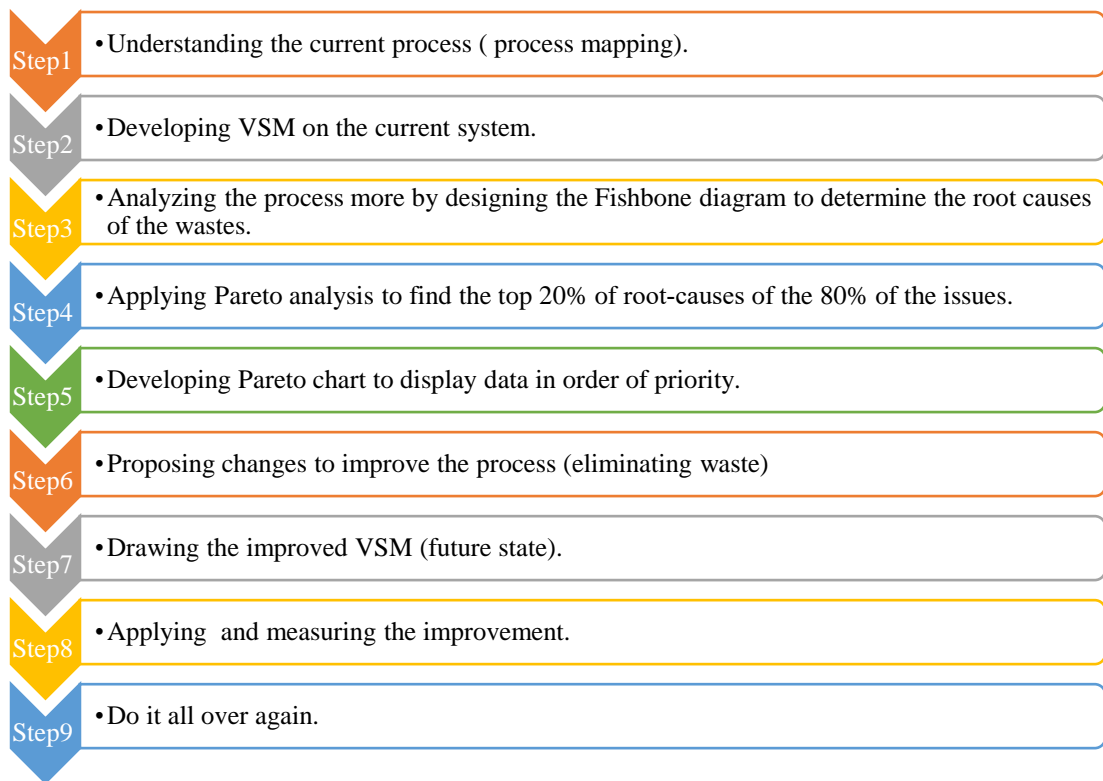 Step1
•Understanding the current process ( process mapping).
Step2
•Developing VSM on the current system.
Step3
•Analyzing the process more by designing the Fishbone diagram to determine the root causes
of the wastes.
Step4
•Applying Pareto analysis to find the top 20% of root-causes of the 80% of the issues.
Step5
•Developing Pareto chart to display data in order of priority.
Step6
•Proposing changes to improve the process (eliminating waste)
Step7
•Drawing the improved VSM (future state).
Step8
•Applying  and measuring the improvement.
Step9
•Do it all over again.